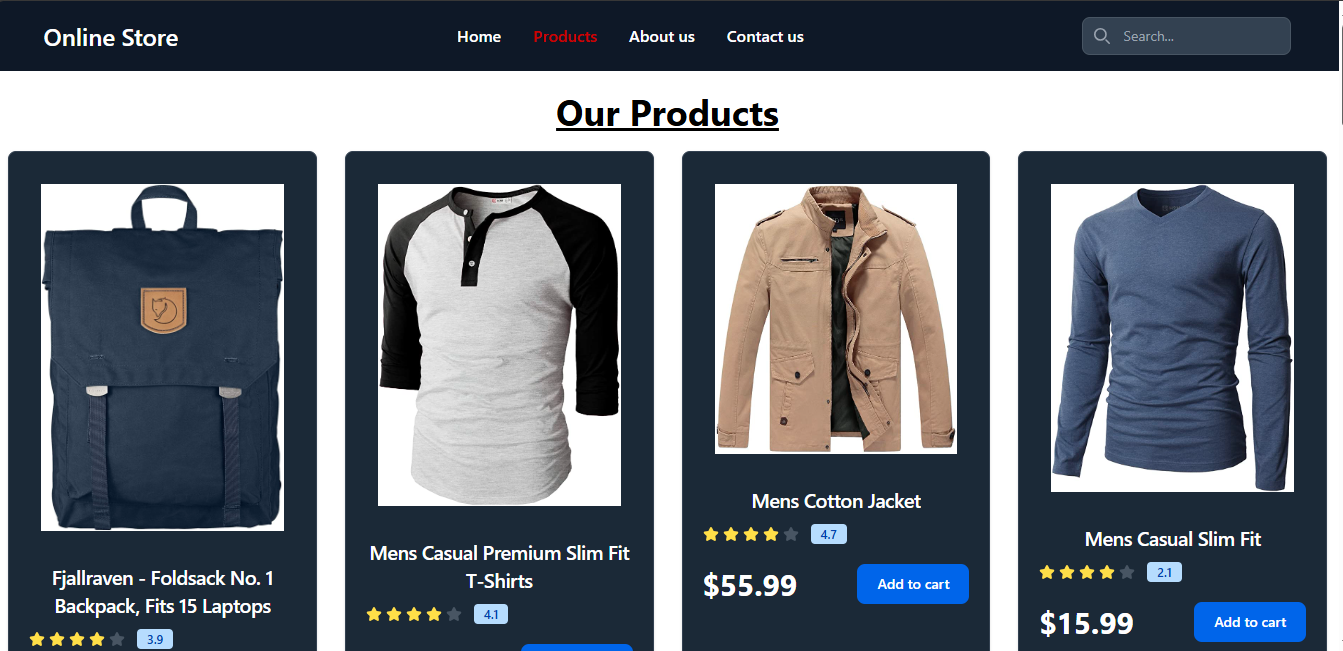 Online Store
Home
Products
About us
Contact us
Search...
Our Products
Fjallraven - Foldsack No. 1
Backpack, Fits 15 Laptops
3.9
Mens Casual Premium Slim Fit
T-Shirts
4.1
Mens Cotton Jacket
4.7
$55.99
Add to cart
Mens Casual Slim Fit
2.1
$15.99
Add to cart